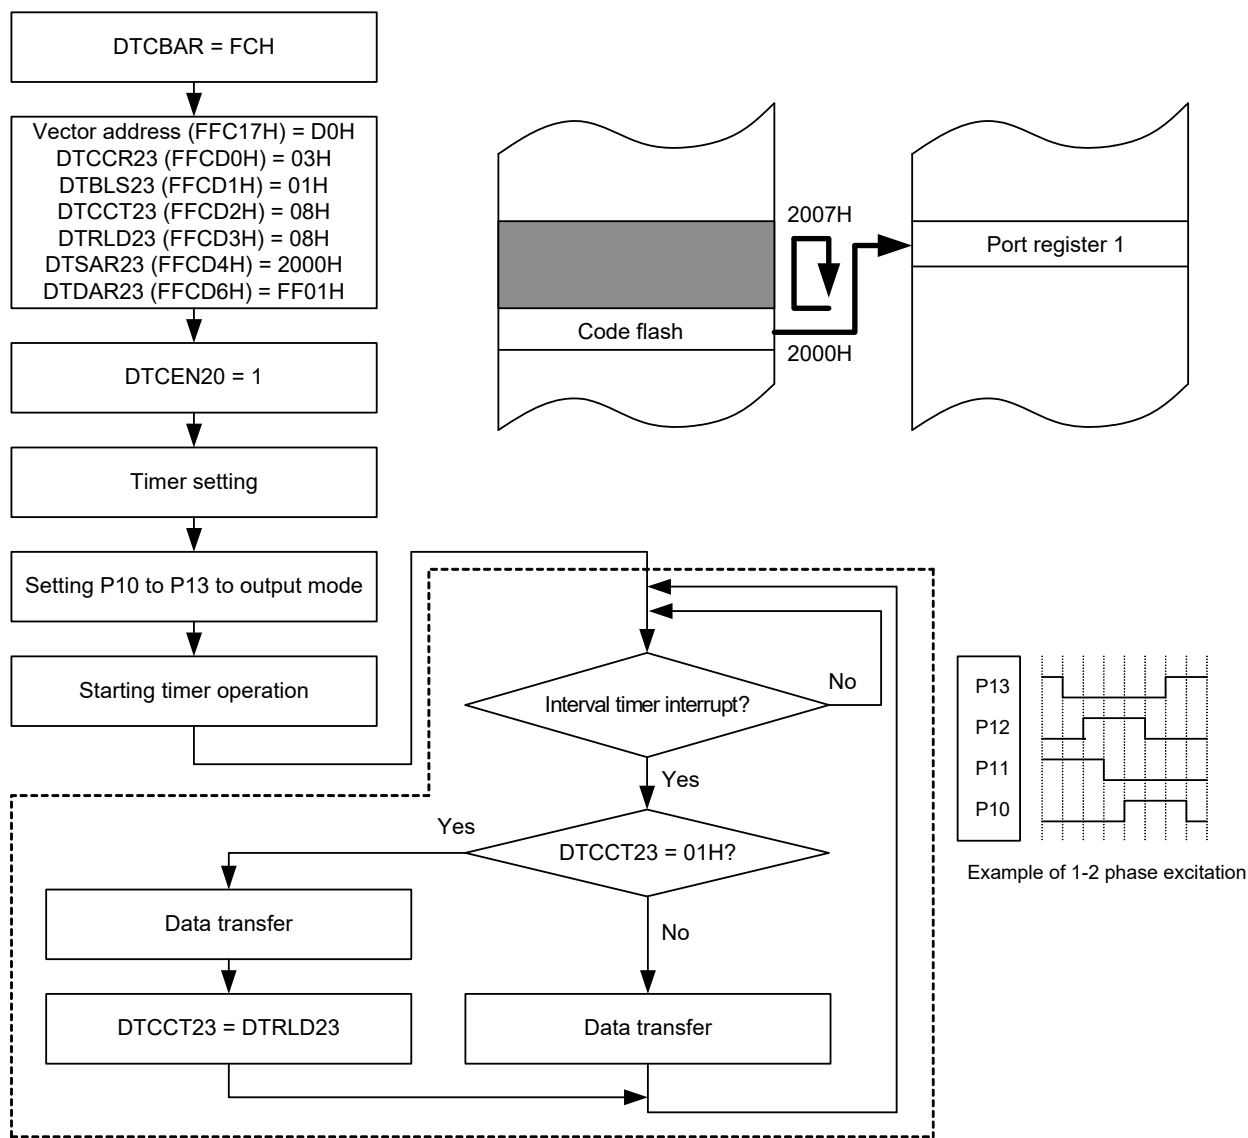 DTCBAR = FCH
Vector address (FFC17H) = D0H
DTCCR23 (FFCD0H) = 03H
DTBLS23 (FFCD1H) = 01H
DTCCT23 (FFCD2H) = 08H
DTRLD23 (FFCD3H) = 08H
DTSAR23 (FFCD4H) = 2000H
DTDAR23 (FFCD6H) = FF01H
DTCEN20 = 1
Timer setting
Setting P10 to P13 to output mode
Starting timer operation
2007H
Port register 1
Code flash
2000H
Interval timer interrupt?
No
Yes
DTCCT23 = 01H?
Yes
No
Data transfer
DTCCT23 = DTRLD23
Data transfer
P13
P12
P11
P10
Example of 1-2 phase excitation